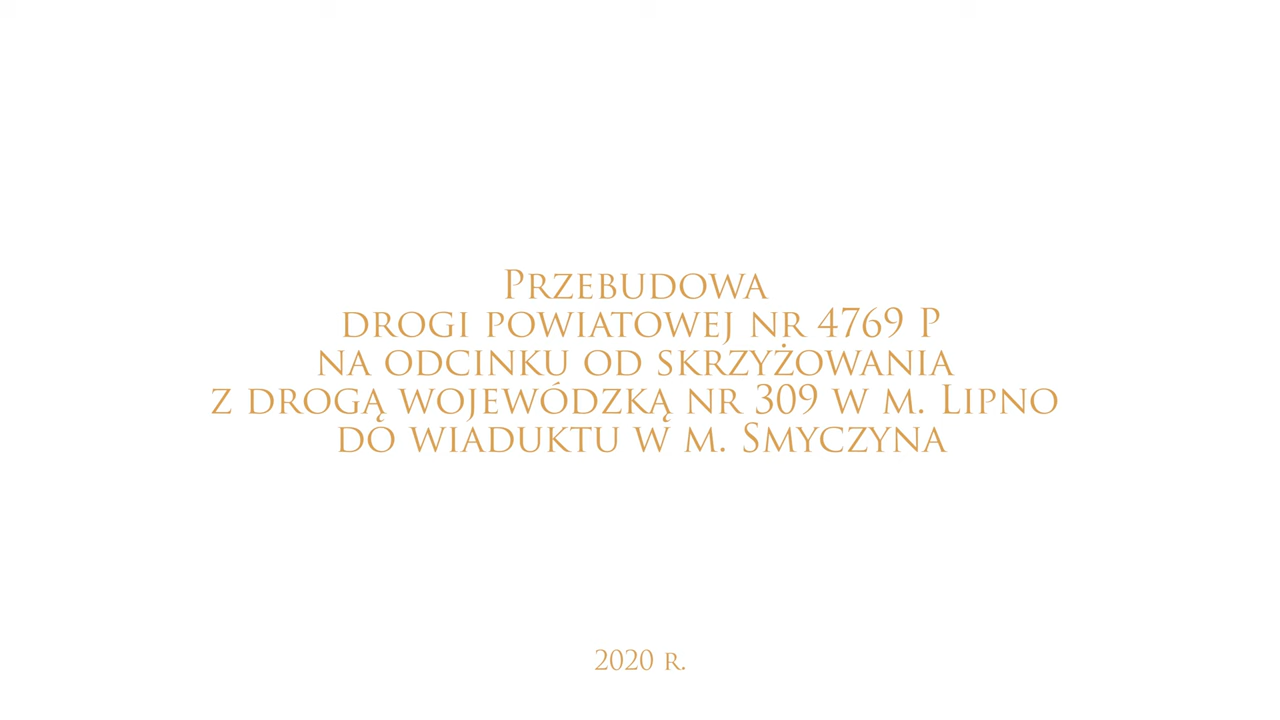 Przebudowa
drogi powiatowej nr 4769 P
na odcinku od skrzyżowania
z drogą wojewódzką nr 309 w m. Lipno
do wiaduktu w m. Smyczyna
2020 r.